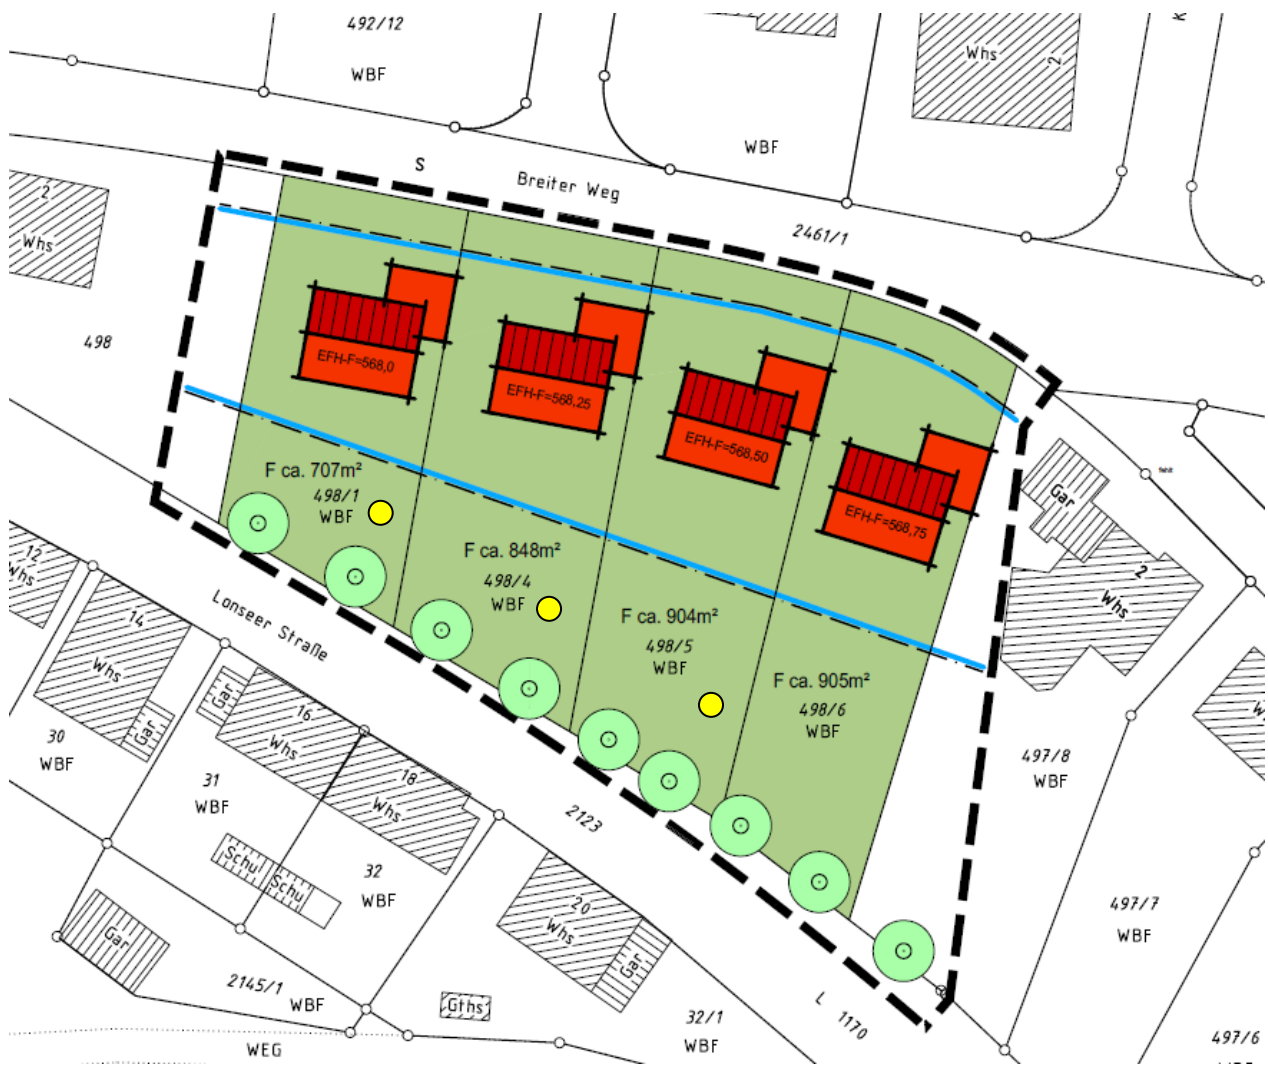 492/12
WBF
Whs
2
K
WBF
S
Breiter Weg
2461/1
2
Whs
498
EFH-F=568,0
EFH-F=568,25
EFH-F=568,50
EFH-F=568,75
F ca. 707m²
498/1
WBF
F ca. 848m²
498/4
WBF
F ca. 904m²
498/5
WBF
F ca. 905m²
498/6
WBF
fehlt
Gar
2
Whs
12
Whs
14
Whs
Gar
Lonseer Straße
Gar
16
Whs
18
Whs
30
WBF
31
WBF
Schu
Schu
32
WBF
2123
20
Whs
Gar
Gar
2145/1
WBF
Gths
WEG
32/1
WBF
L 1170
497/8
WBF
497/7
WBF
497/6